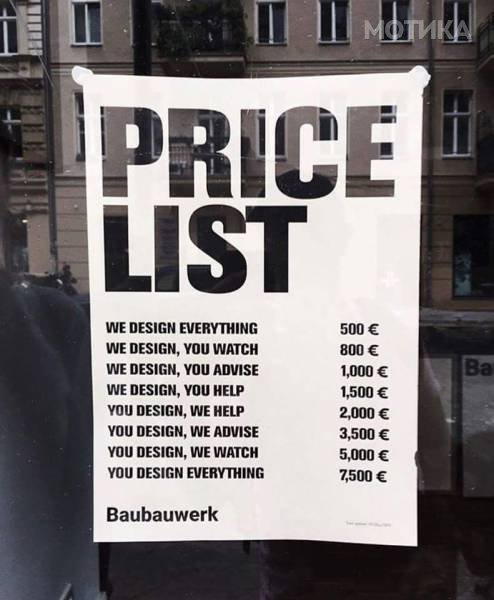 МОТИКА
PRICE
LIST
WE DESIGN EVERYTHING 500 €
WE DESIGN, YOU WATCH 800 €
WE DESIGN, YOU ADVISE 1,000 €
WE DESIGN, YOU HELP 1,500 €
YOU DESIGN, WE HELP 2,000 €
YOU DESIGN, WE ADVISE 3,500 €
YOU DESIGN, WE WATCH 5,000 €
YOU DESIGN EVERYTHING 7,500 €
Baubauwerk
Ba